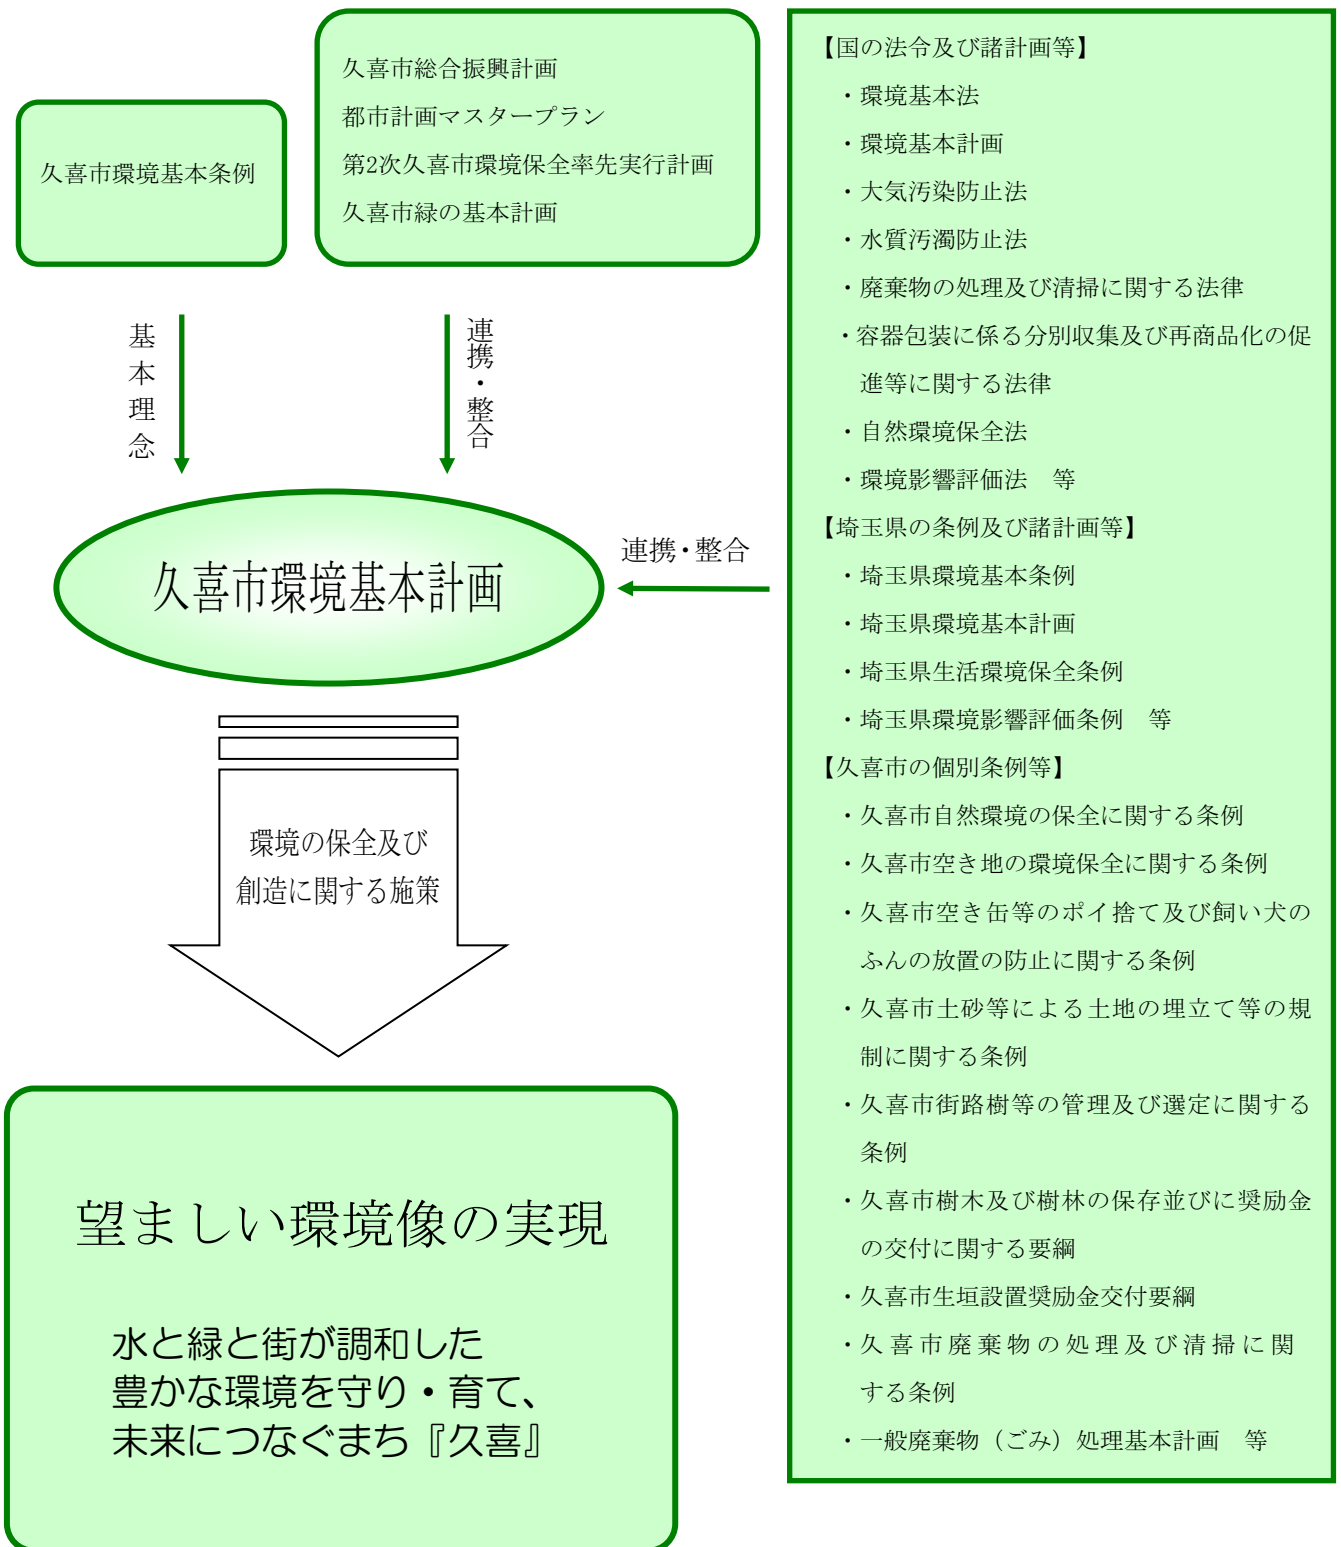 久喜市環境基本条例
久喜市総合振興計画
都市計画マスタープラン
第2次久喜市環境保全率先実行計画
久喜市緑の基本計画
基本理念
連携・整合
久喜市環境基本計画
連携・整合
環境の保全及び
創造に関する施策
望ましい環境像の実現
水と緑と街が調和した
豊かな環境を守り・育て、
未来につなぐまち『久喜』
【国の法令及び諸計画等】
・環境基本法
・環境基本計画
・大気汚染防止法
・水質汚濁防止法
・廃棄物の処理及び清掃に関する法律
・容器包装に係る分別収集及び再商品化の促
進等に関する法律
・自然環境保全法
・環境影響評価法　等
【埼玉県の条例及び諸計画等】
・埼玉県環境基本条例
・埼玉県環境基本計画
・埼玉県生活環境保全条例
・埼玉県環境影響評価条例　等
【久喜市の個別条例等】
・久喜市自然環境の保全に関する条例
・久喜市空き地の環境保全に関する条例
・久喜市空き缶等のポイ捨て及び飼い犬の
ふんの放置の防止に関する条例
・久喜市土砂等による土地の埋立て等の規
制に関する条例
・久喜市街路樹等の管理及び選定に関する
条例
・久喜市樹木及び樹林の保存並びに奨励金
の交付に関する要綱
・久喜市生垣設置奨励金交付要綱
・久喜市廃棄物の処理及び清掃に関
する条例
・一般廃棄物（ごみ）処理基本計画　等